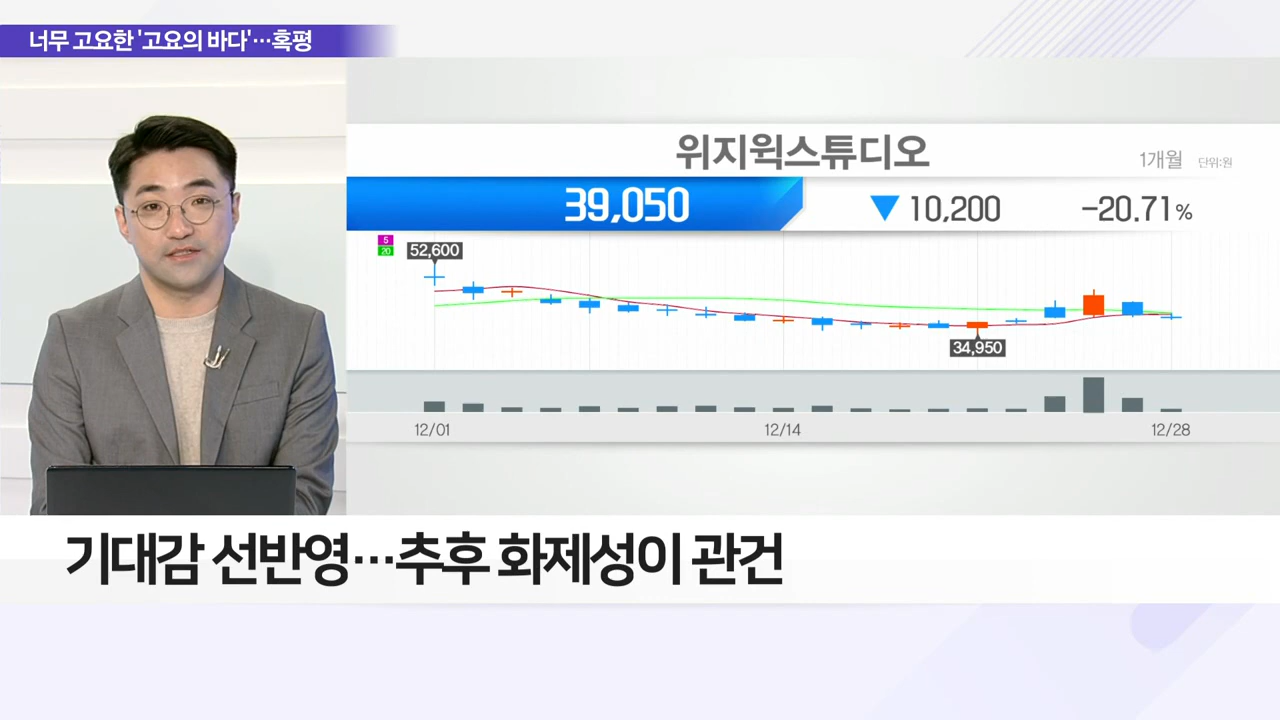 너무 고요한 '고요의 바다'…혹평
위지윅스튜디오
1개월 단위:원
39,050 ▼ 10,200 -20.71%
5
20
52,600
34,950
12/01 12/14 12/28
기대감 선반영…추후 화제성이 관건